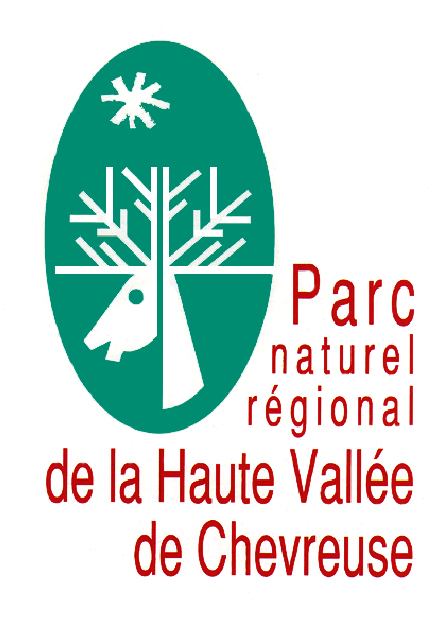 Parc
naturel
régional
de la Haute Vallée
de Chevreuse